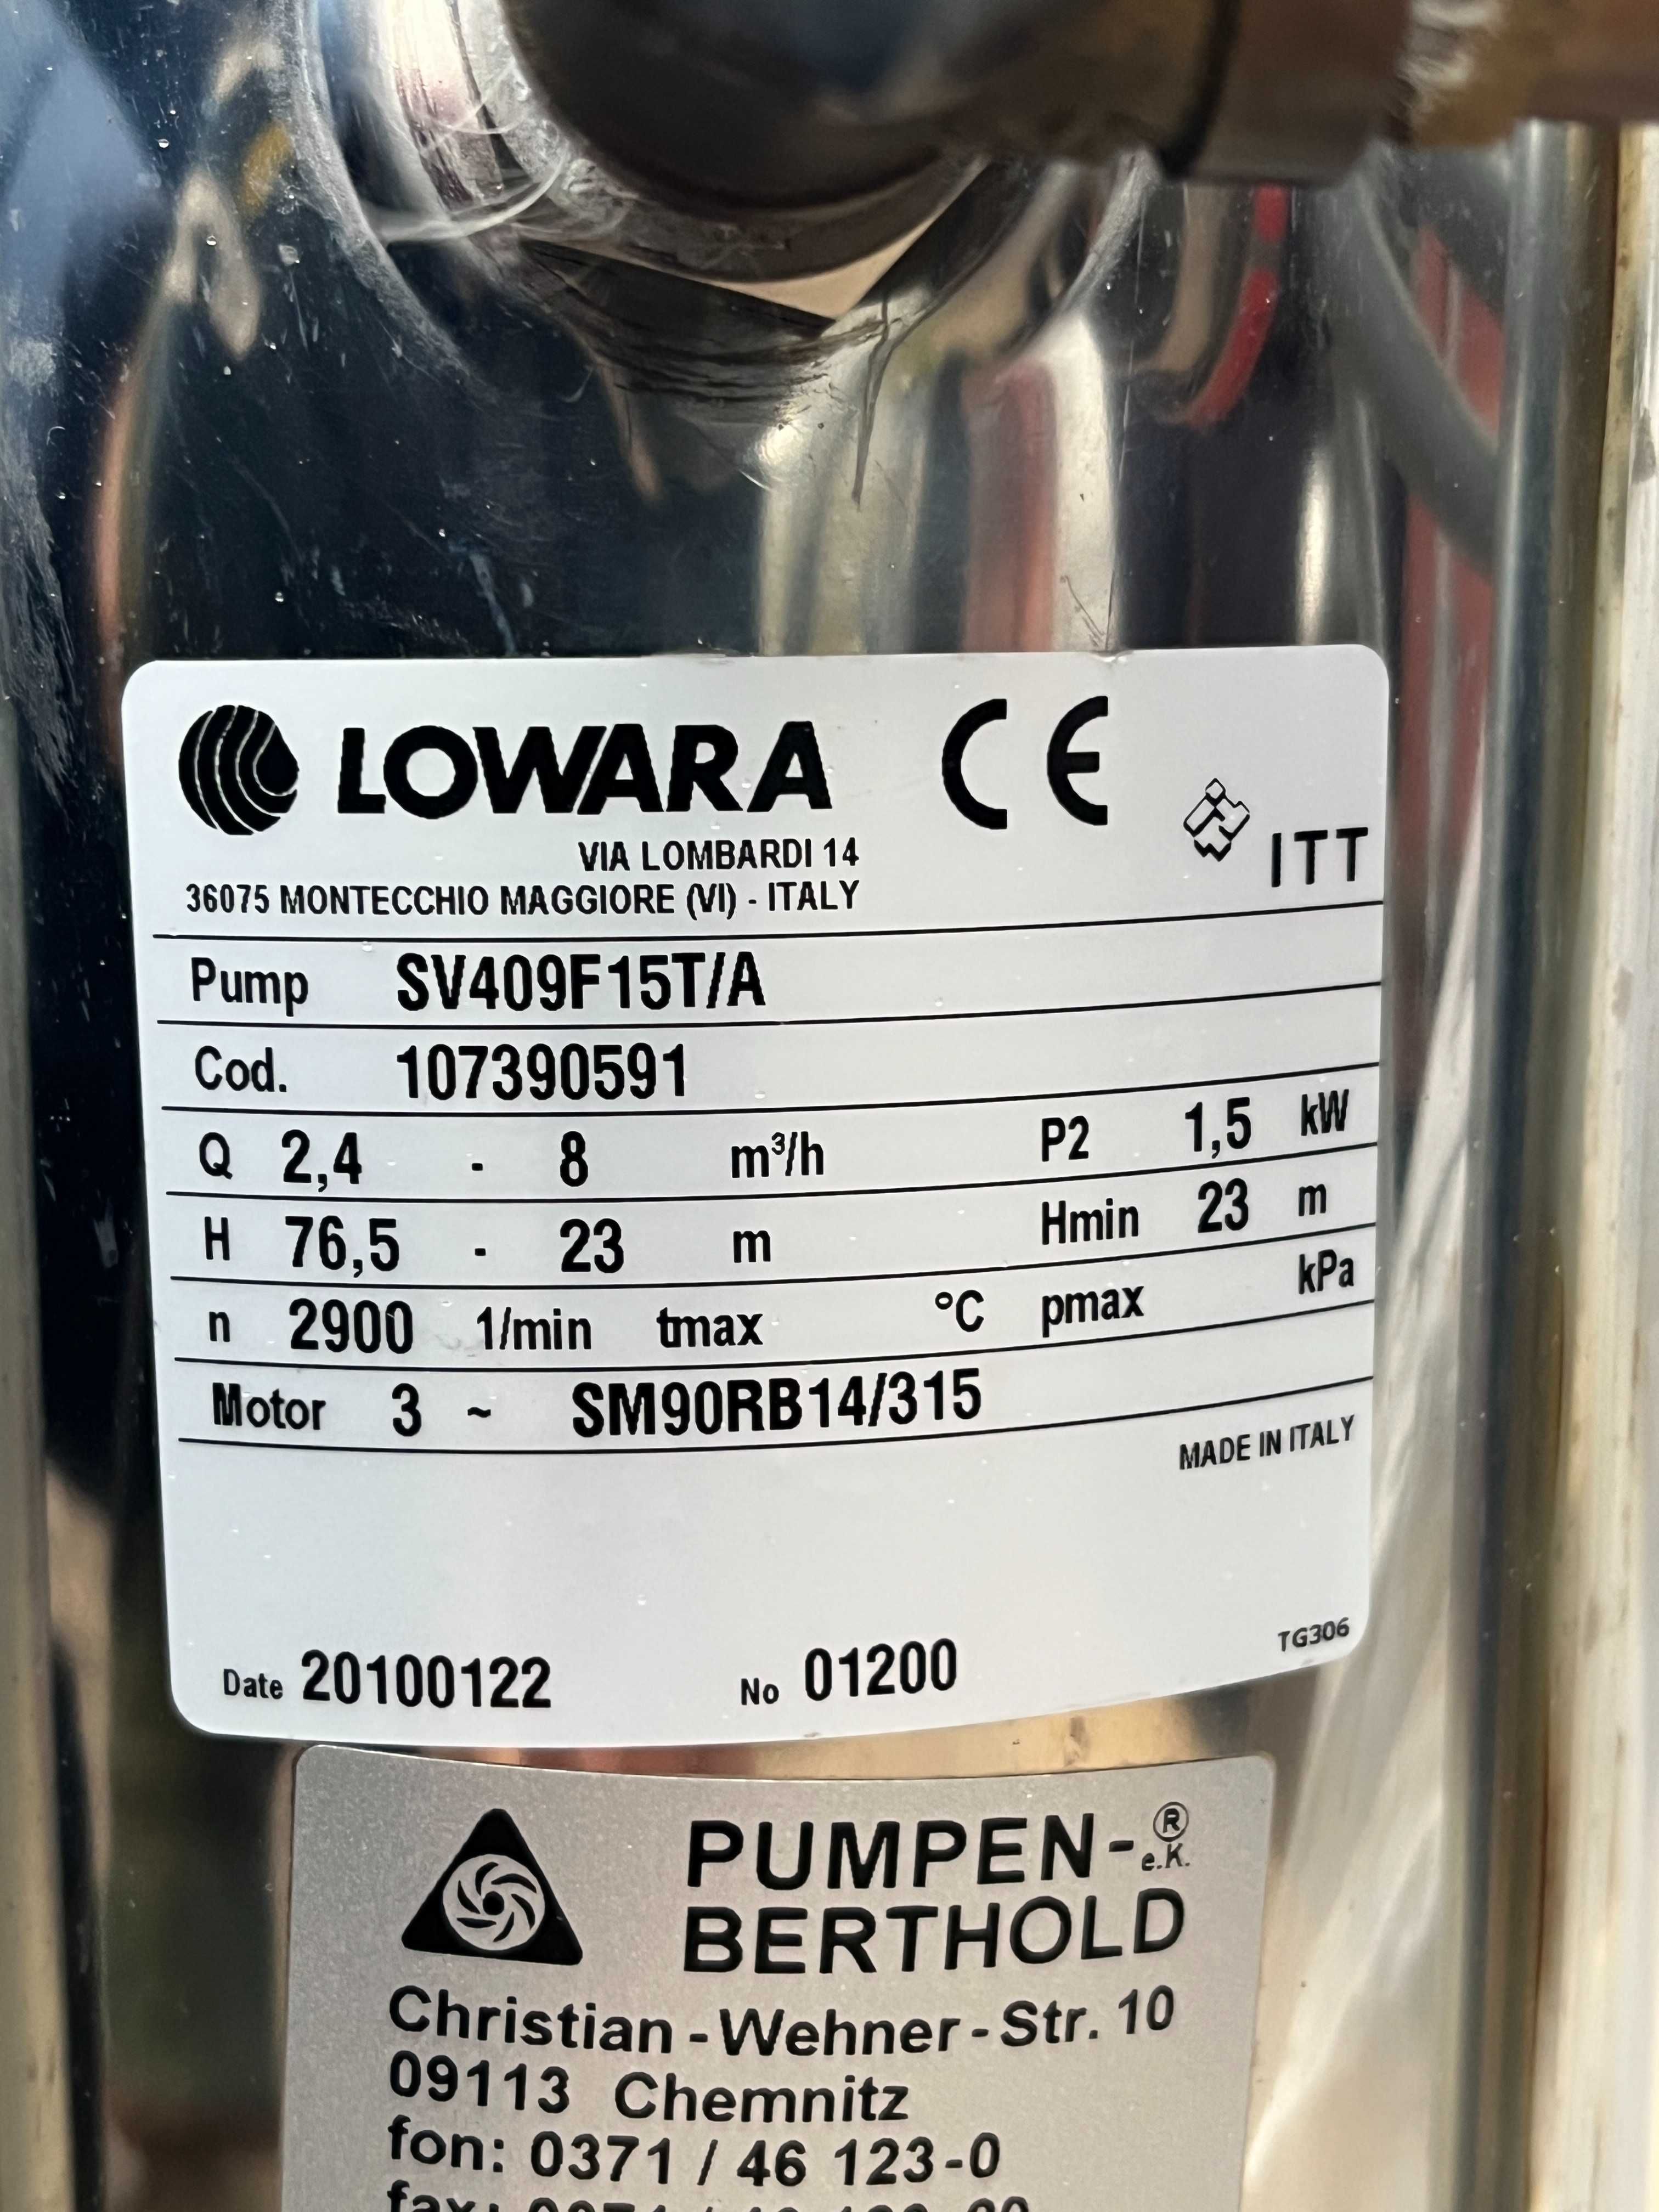 LOWARA CE
ITT
VIA LOMBARDI 14
36075 MONTECCHIO MAGGIORE (VI) - ITALY
Pump SV409F15T/A
Cod. 107390591
Q 2,4 - 8 m³/h P2 1,5 kW
H 76,5 - 23 m Hmin 23 m
n 2900 1/min tmax °C pmax kPa
Motor 3 ~ SM90RB14/315
MADE IN ITALY
TG306
Date 20100122 No 01200
PUMPEN-® e.K.
BERTHOLD
Christian-Wehner-Str. 10
09113 Chemnitz
fon: 0371 / 46 123-0
fax: